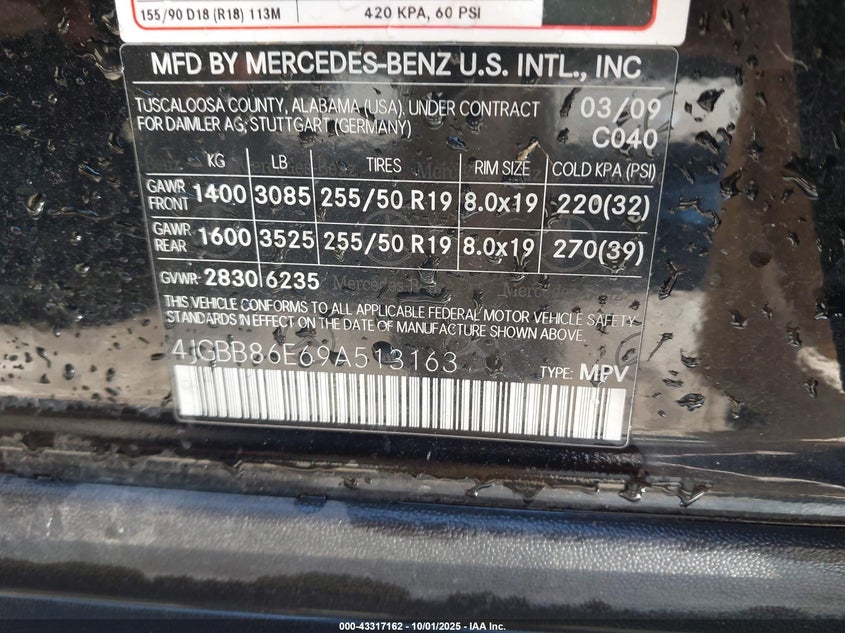 155/90 D18 (R18) 113M 420 KPA, 60 PSI
MFD BY MERCEDES-BENZ U.S. INTL., INC
TUSCALOOSA COUNTY, ALABAMA (USA). UNDER CONTRACT 03/09
FOR DAIMLER AG; STUTTGART (GERMANY) C040
KG LB TIRES RIM SIZE COLD KPA (PSI)
GAWR FRONT 1400 3085 255/50 R19 8.0x19 220(32)
GAWR REAR 1600 3525 255/50 R19 8.0x19 270(39)
GVWR 2830 6235
THIS VEHICLE CONFORMS TO ALL APPLICABLE FEDERAL MOTOR VEHICLE SAFETY
STANDARDS IN EFFECT ON THE DATE OF MANUFACTURE SHOWN ABOVE.
4JGBB86E69A513163 TYPE: MPV
000-43317162 - 10/01/2025 - IAA Inc.